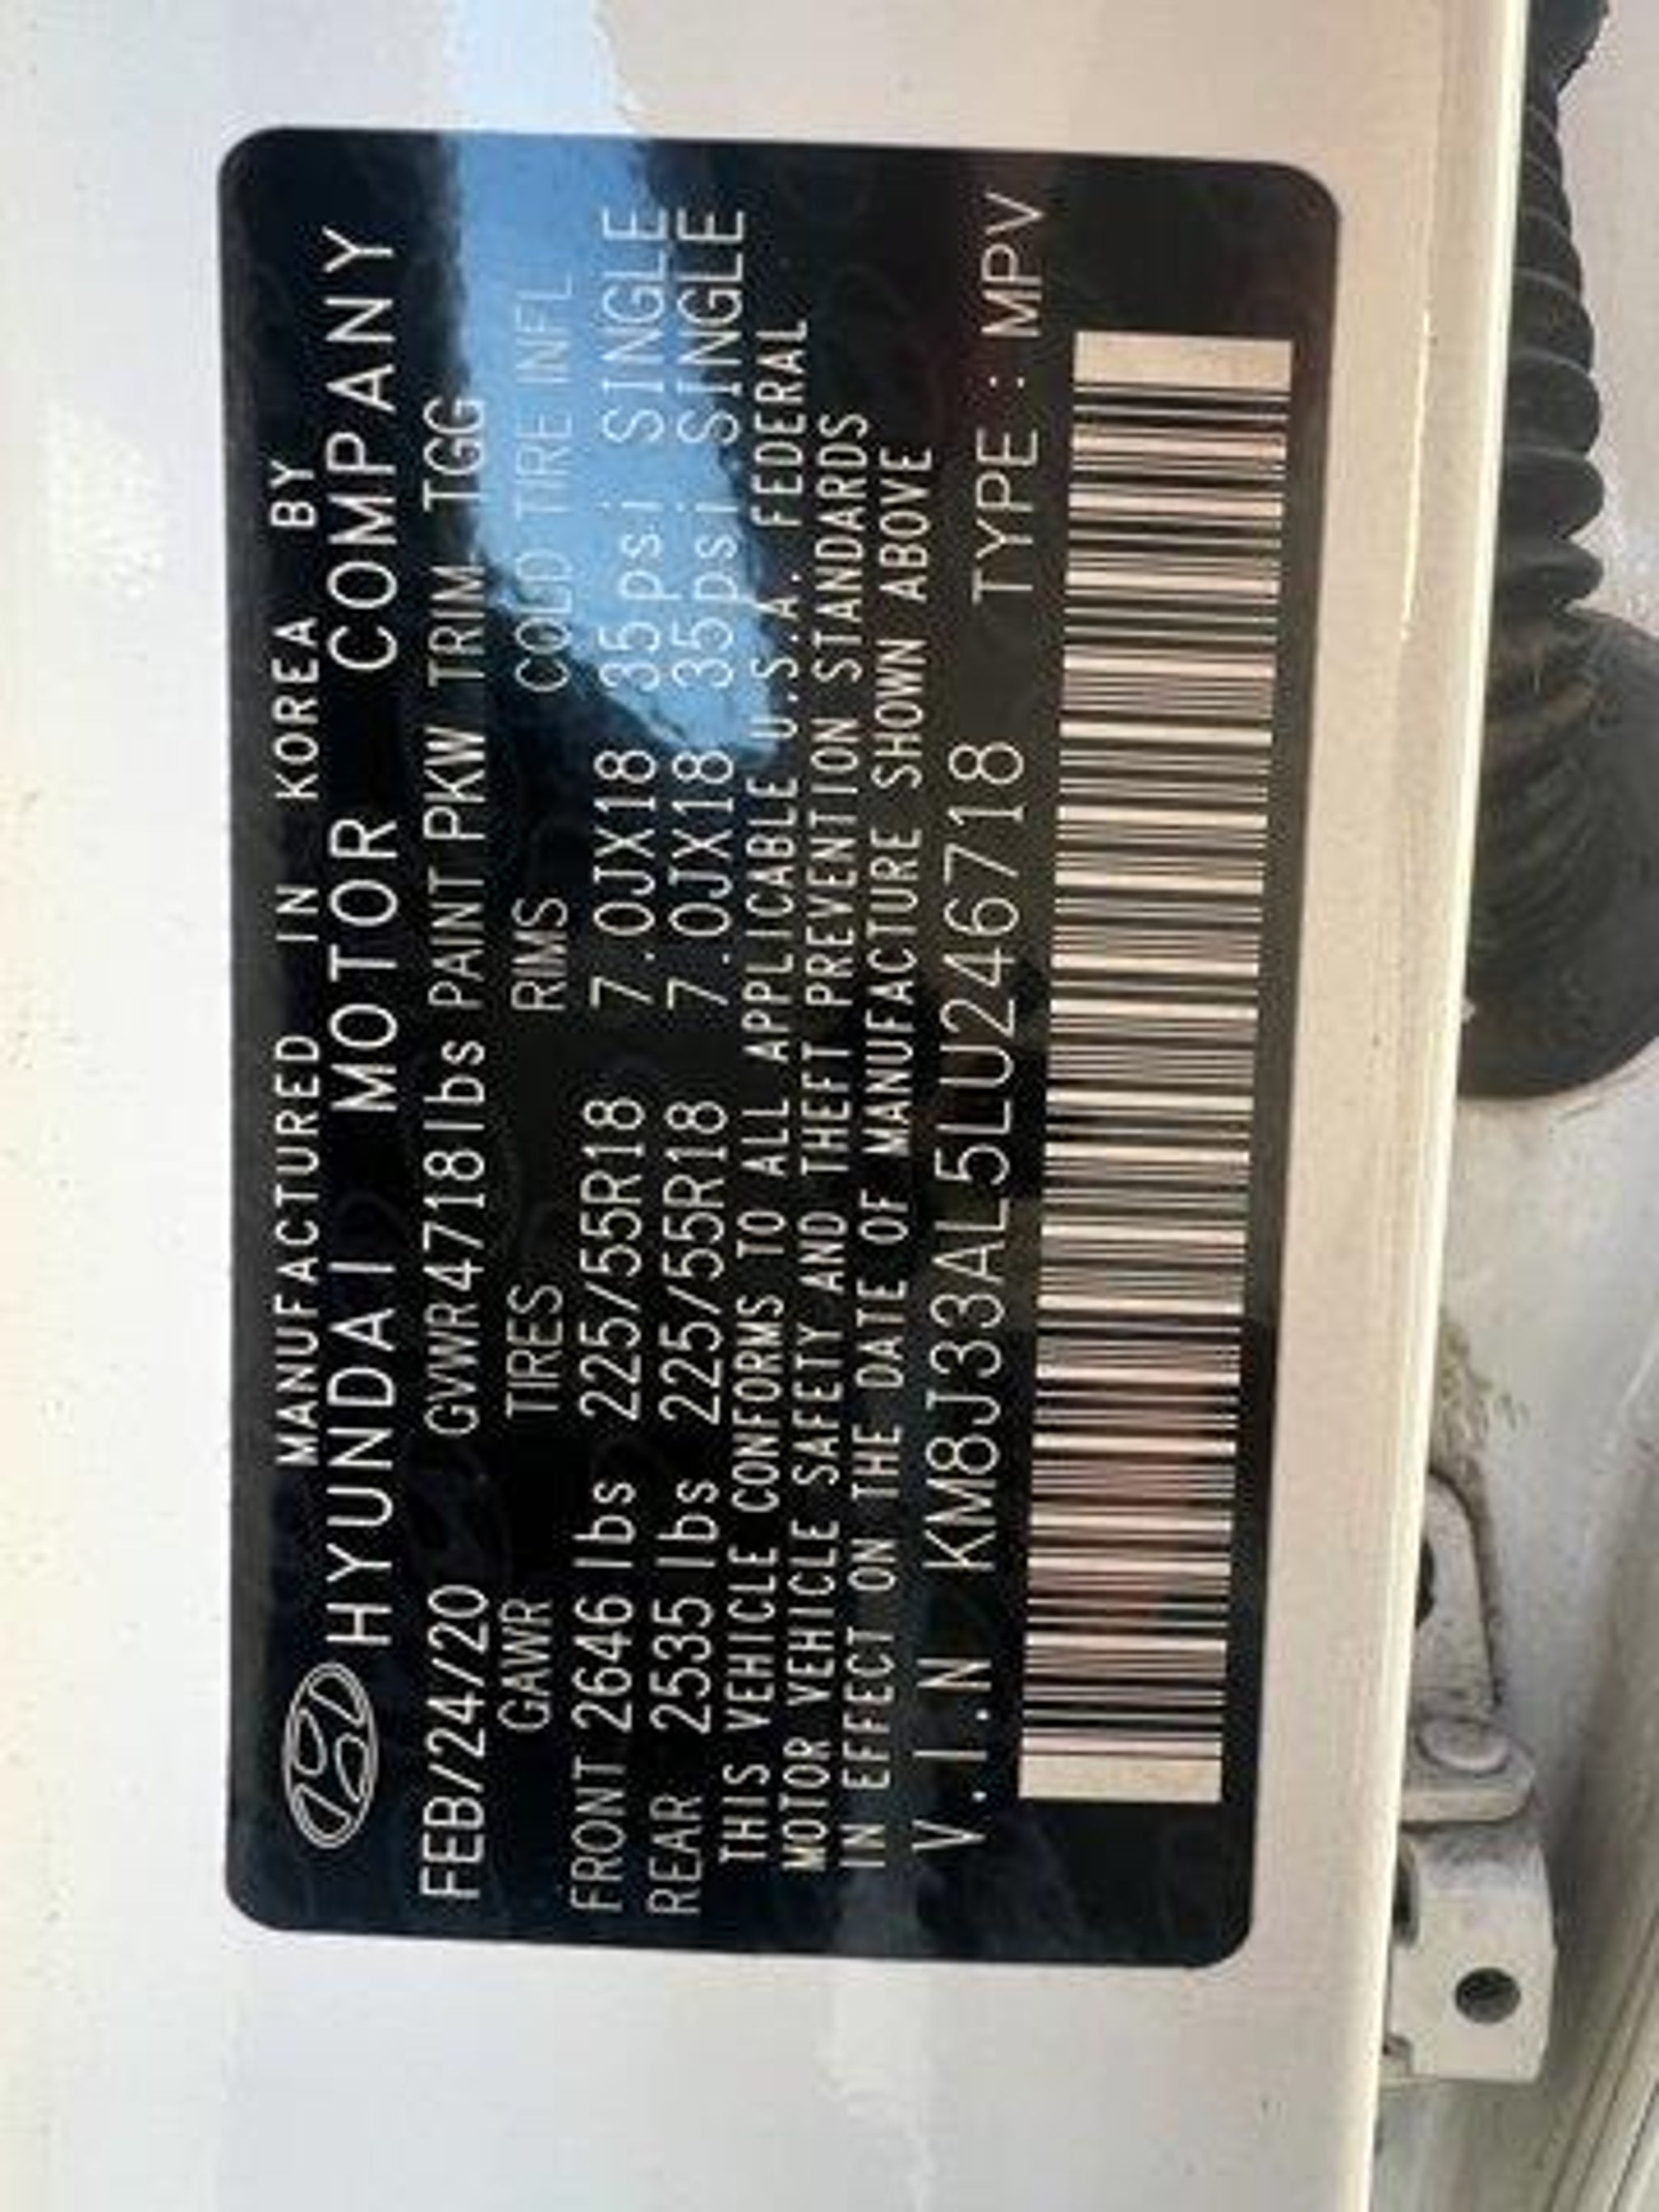 MANUFACTURED IN KOREA BY
HYUNDAI MOTOR COMPANY
FEB/24/20 GVWR4718lbs PAINT PKW TRIM TGG
GAWR TIRES RIMS COLD TIRE INFL
FRONT 2646 lbs 225/55R18 7.0JX18 35psi SINGLE
REAR 2535 lbs 225/55R18 7.0JX18 35psi SINGLE
THIS VEHICLE CONFORMS TO ALL APPLICABLE U.S.A. FEDERAL
MOTOR VEHICLE SAFETY AND THEFT PREVENTION STANDARDS
IN EFFECT ON THE DATE OF MANUFACTURE SHOWN ABOVE
V.I.N KM8J33AL5LU246718 TYPE : MPV